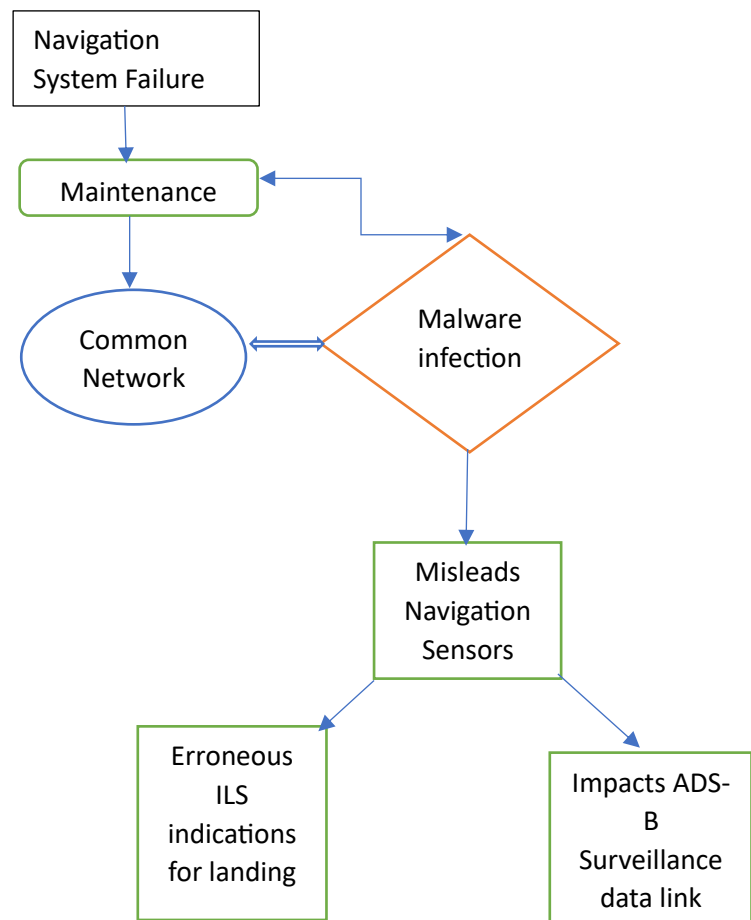 Navigation
System Failure
Maintenance
Common
Network
Malware
infection
Misleads
Navigation
Sensors
Erroneous
ILS
indications
for landing
Impacts ADS-
B
Surveillance
data link